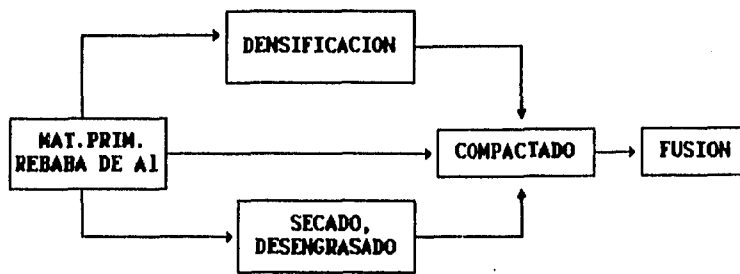 DENSIFICACION
MAT.PRIM.
REBABA DE Al
COMPACTADO
FUSION
SECADO,
DESENGRASADO